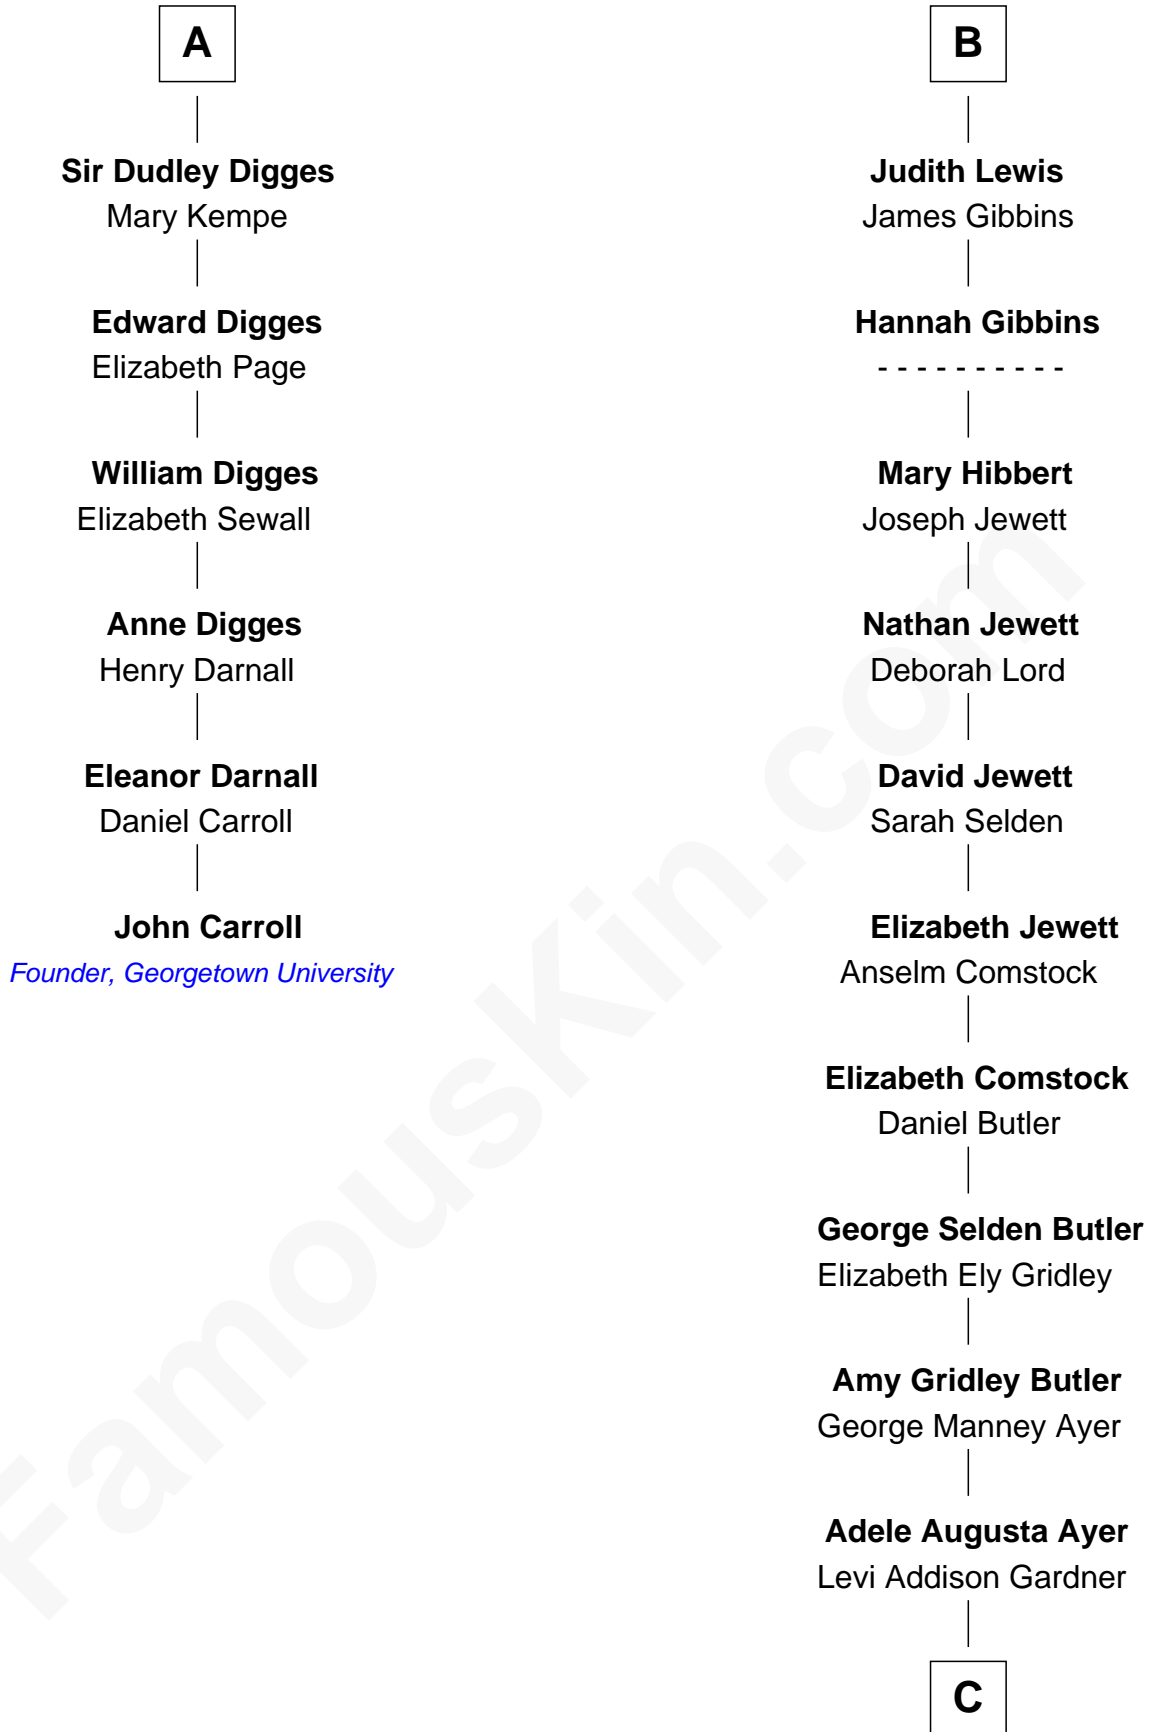 A
Sir Dudley Digges
Mary Kempe
Edward Digges
Elizabeth Page
William Digges
Elizabeth Sewall
Anne Digges
Henry Darnall
Eleanor Darnall
Daniel Carroll
John Carroll
Founder, Georgetown University
B
Judith Lewis
James Gibbins
Hannah Gibbins
- - - - - - - - - -
Mary Hibbert
Joseph Jewett
Nathan Jewett
Deborah Lord
David Jewett
Sarah Selden
Elizabeth Jewett
Anselm Comstock
Elizabeth Comstock
Daniel Butler
George Selden Butler
Elizabeth Ely Gridley
Amy Gridley Butler
George Manney Ayer
Adele Augusta Ayer
Levi Addison Gardner
C
FamousKin.com